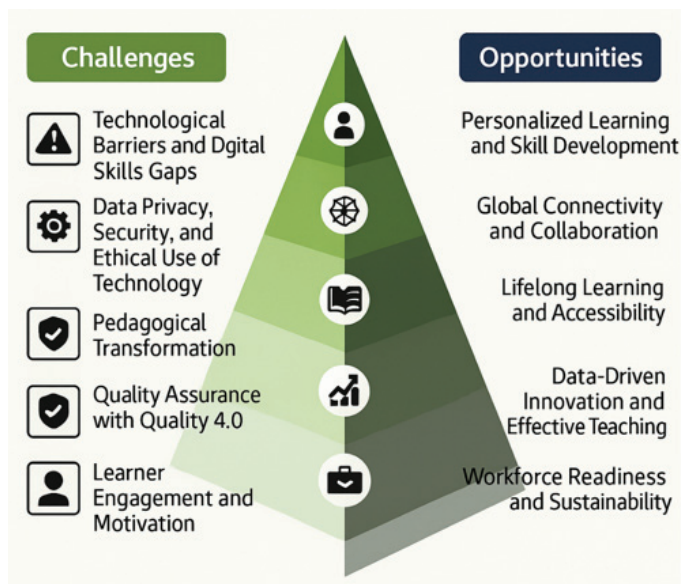 Challenges
Technological
Barriers and Dgital
Skills Gaps
Data Privacy,
Security, and
Ethical Use of
Technology
Pedagogical
Transformation
Quality Assurance
with Quality 4.0
Learner
Engagement and
Motivation
Opportunities
Personalized Learning
and Skill Development
Global Connectivity
and Collaboration
Lifelong Learning
and Accessibility
Data-Driven
Innovation and
Effective Teaching
Workforce Readiness
and Sustainability